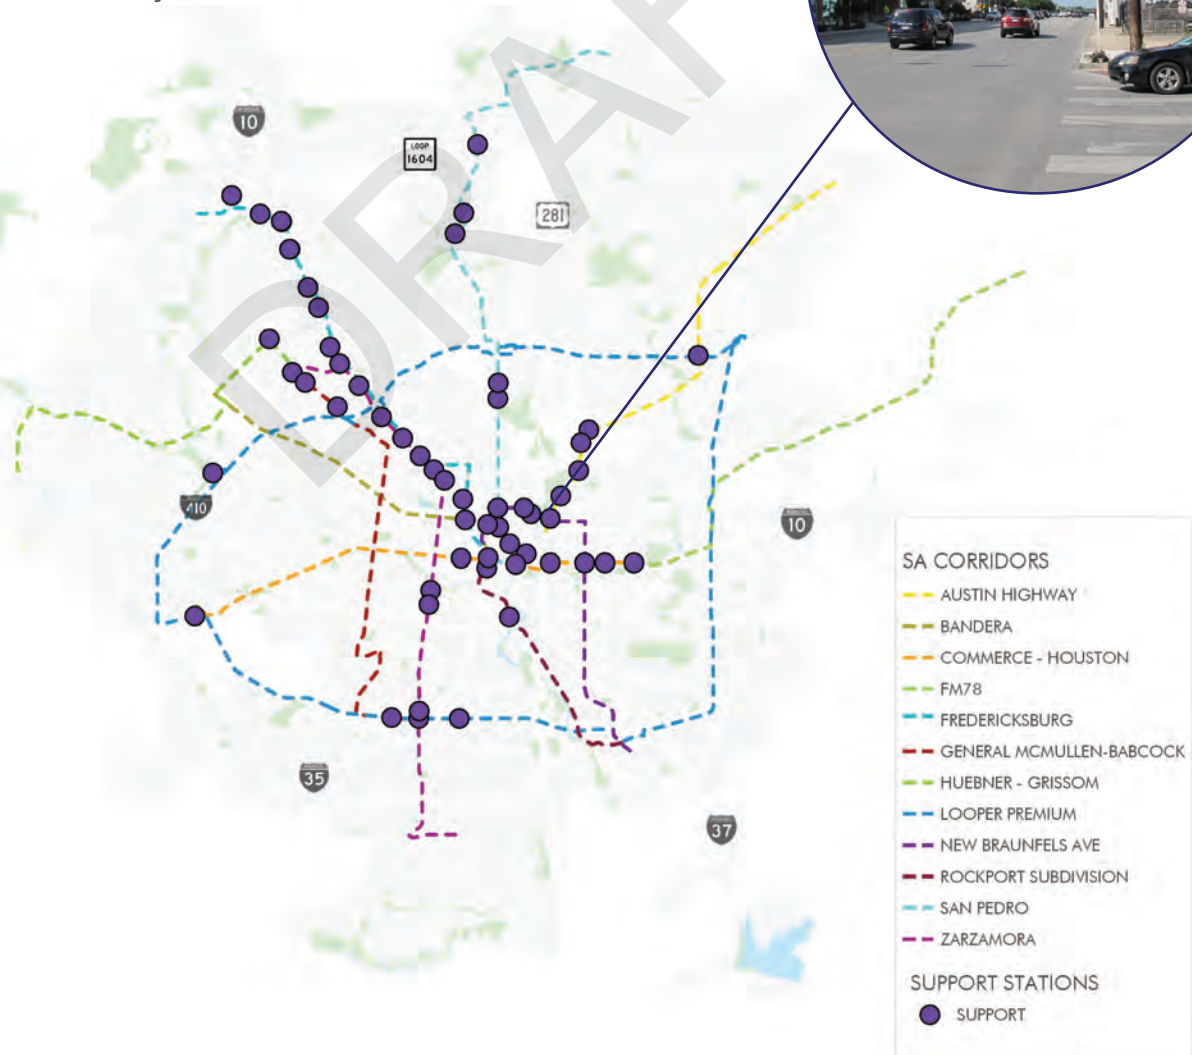 DRAF
10
LOOP
1604
281
410
10
35
37
SA CORRIDORS
AUSTIN HIGHWAY
BANDERA
COMMERCE - HOUSTON
FM78
FREDERICKSBURG
GENERAL MCMULLEN-BABCOCK
HUEBNER - GRISSOM
LOOPER PREMIUM
NEW BRAUNFELS AVE
ROCKPORT SUBDIVISION
SAN PEDRO
ZARZAMORA
SUPPORT STATIONS
SUPPORT